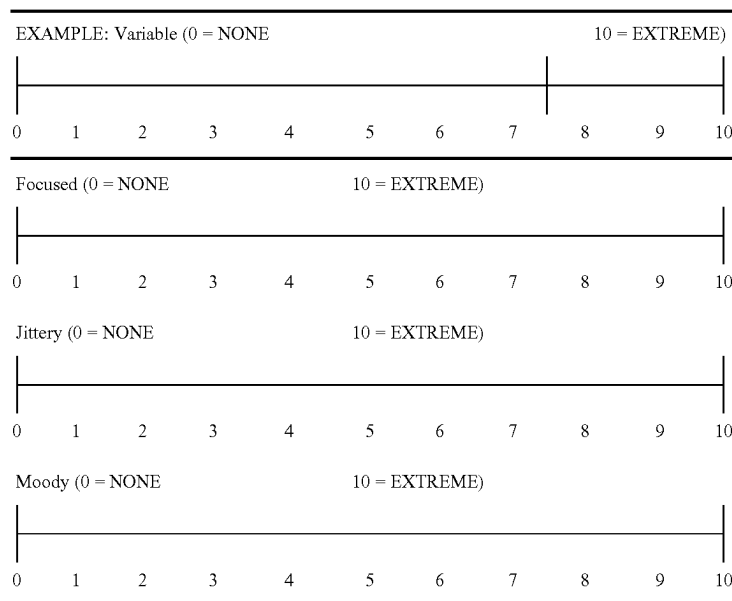 EXAMPLE: Variable (0 = NONE 10 = EXTREME)
0 1 2 3 4 5 6 7 8 9 10
Focused (0 = NONE 10 = EXTREME)
0 1 2 3 4 5 6 7 8 9 10
Jittery (0 = NONE 10 = EXTREME)
0 1 2 3 4 5 6 7 8 9 10
Moody (0 = NONE 10 = EXTREME)
0 1 2 3 4 5 6 7 8 9 10